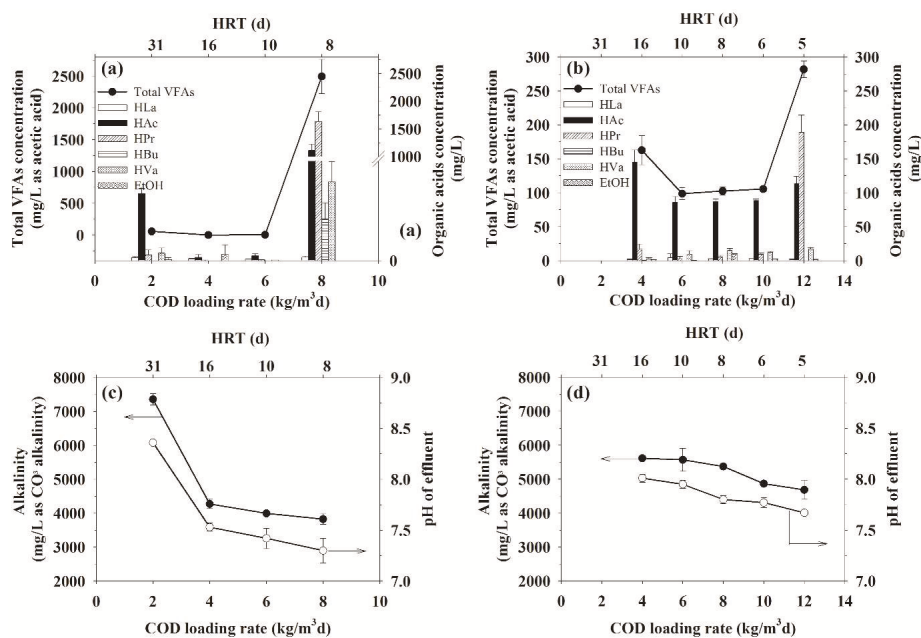 HRT (d)
31 16 10 8
(a)
Total VFAs concentration
(mg/L as acetic acid)
2500
2000
1500
1000
500
0
Total VFAs
HLa
HAc
HPr
HBu
HVa
EtOH
2500
2000
1500
1000
0
Organic acids concentration
(mg/L)
(a)
0 2 4 6 8 10
COD loading rate (kg/m³d)
HRT (d)
31 16 10 8 6 5
(b)
Total VFAs concentration
(mg/L as acetic acid)
300
250
200
150
100
50
0
Total VFAs
HLa
HAc
HPr
HBu
HVa
EtOH
300
250
200
150
100
50
0
Organic acids concentration
(mg/L)
0 2 4 6 8 10 12 14
COD loading rate (kg/m³d)
HRT (d)
31 16 10 8
(c)
Alkalinity
(mg/L as CO³ alkalinity)
8000
7000
6000
5000
4000
3000
2000
9.0
8.5
8.0
7.5
7.0
pH of effluent
0 2 4 6 8 10
COD loading rate (kg/m³d)
HRT (d)
31 16 10 8 6 5
(d)
Alkalinity
(mg/L as CO³ alkalinity)
8000
7000
6000
5000
4000
3000
2000
9.0
8.5
8.0
7.5
7.0
pH of effluent
0 2 4 6 8 10 12 14
COD loading rate (kg/m³d)